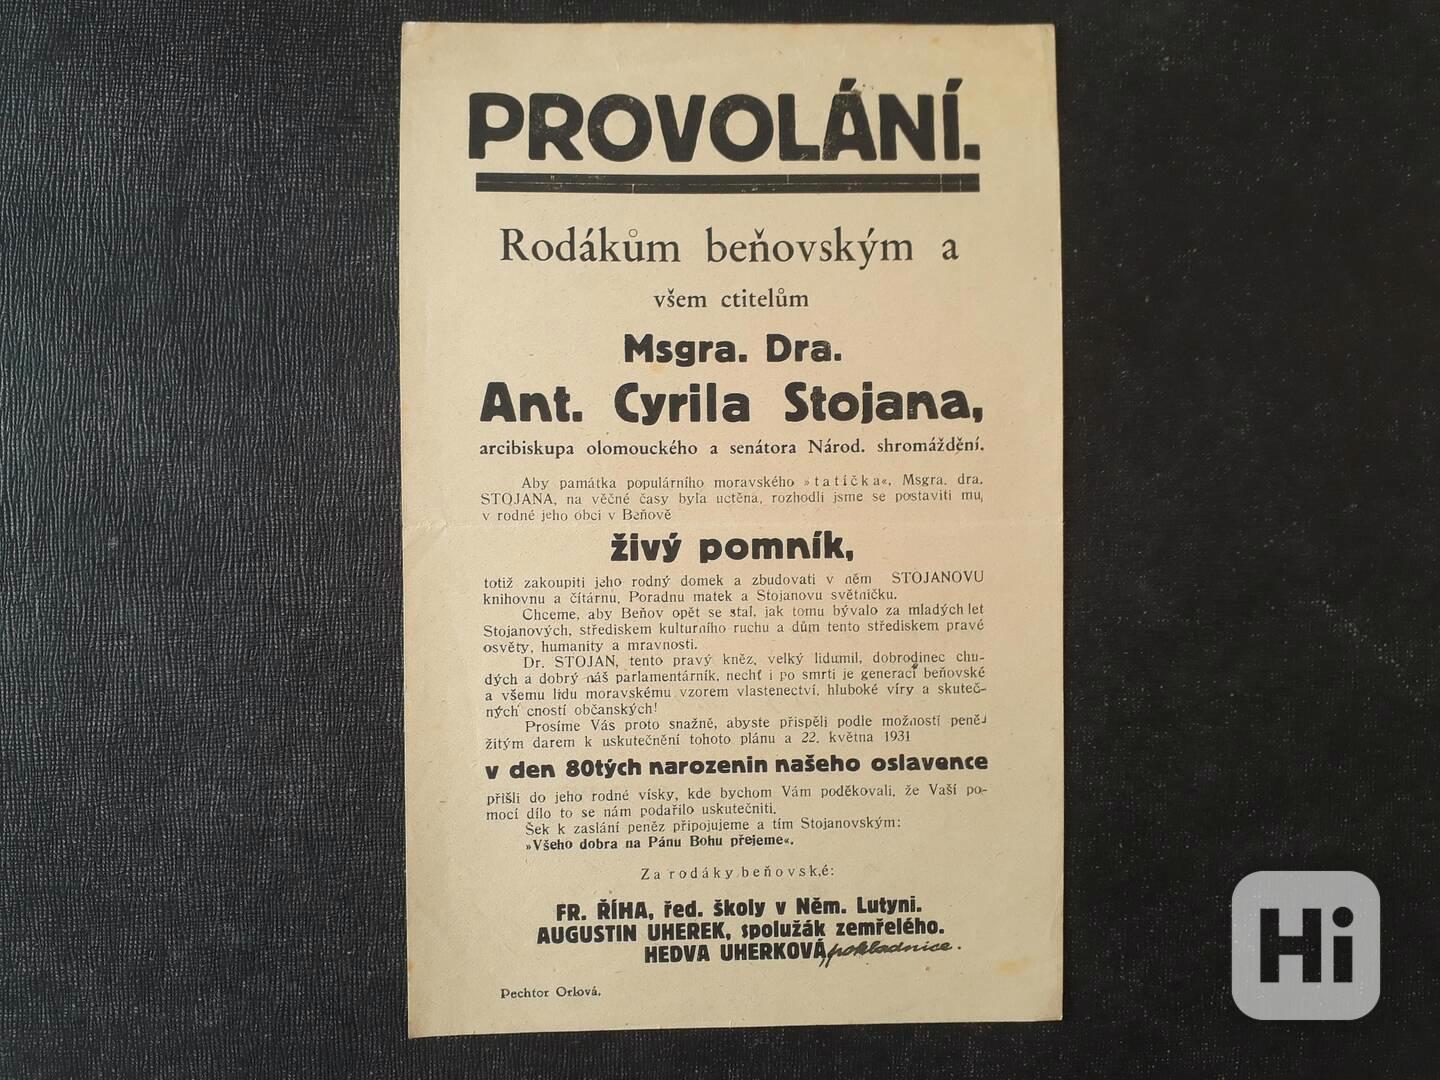 PROVOLÁNÍ.
Rodákům beňovským a
všem ctitelům
Msgra. Dra.
Ant. Cyrila Stojana,
arcibiskupa olomouckého a senátora Národ. shromáždění.
Aby památka populárního moravského »tatíčka«, Msgra. dra.
STOJANA, na věčné časy byla uctěna, rozhodli jsme se postaviti mu,
v rodné jeho obci v Beňově
živý pomník,
totiž zakoupiti jeho rodný domek a zbudovati v něm STOJANOVU
knihovnu a čítárnu, Poradnu matek a Stojanovu světničku.
Chceme, aby Beňov opět se stal, jak tomu bývalo za mladých let
Stojanových, střediskem kulturního ruchu a dům tento střediskem pravé
osvěty, humanity a mravnosti.
Dr. STOJAN, tento pravý kněz, velký lidumil, dobrodinec chu-
dých a dobrý náš parlamentárník, nechť i po smrti je generaci beňovské
a všemu lidu moravskému vzorem vlastenectví, hluboké víry a skuteč-
ných ctností občanských!
Prosíme Vás proto snažně, abyste přispěli podle možností peně-
žitým darem k uskutečnění tohoto plánu a 22. května 1931
v den 80tých narozenin našeho oslavence
přišli do jeho rodné vísky, kde bychom Vám poděkovali, že Vaší po-
mocí dílo to se nám podařilo uskutečniti.
Šek k zaslání peněz připojujeme a tím Stojanovským:
»Všeho dobra na Pánu Bohu přejeme«.
Za rodáky beňovské:
FR. ŘÍHA, řed. školy v Něm. Lutyni.
AUGUSTIN UHEREK, spolužák zemřelého.
HEDVA UHERKOVÁ, pokladnice.
Pechtor Orlová.
Hi